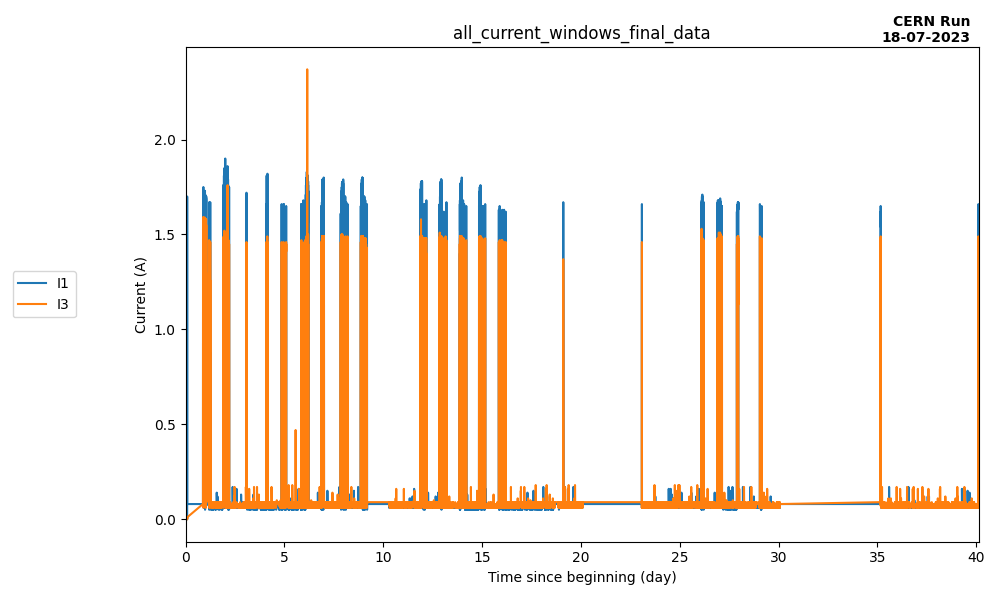 CERN Run
18-07-2023
all_current_windows_final_data
2.0
1.5
1.0
0.5
0.0
Current (A)
I1
I3
0 5 10 15 20 25 30 35 40
Time since beginning (day)